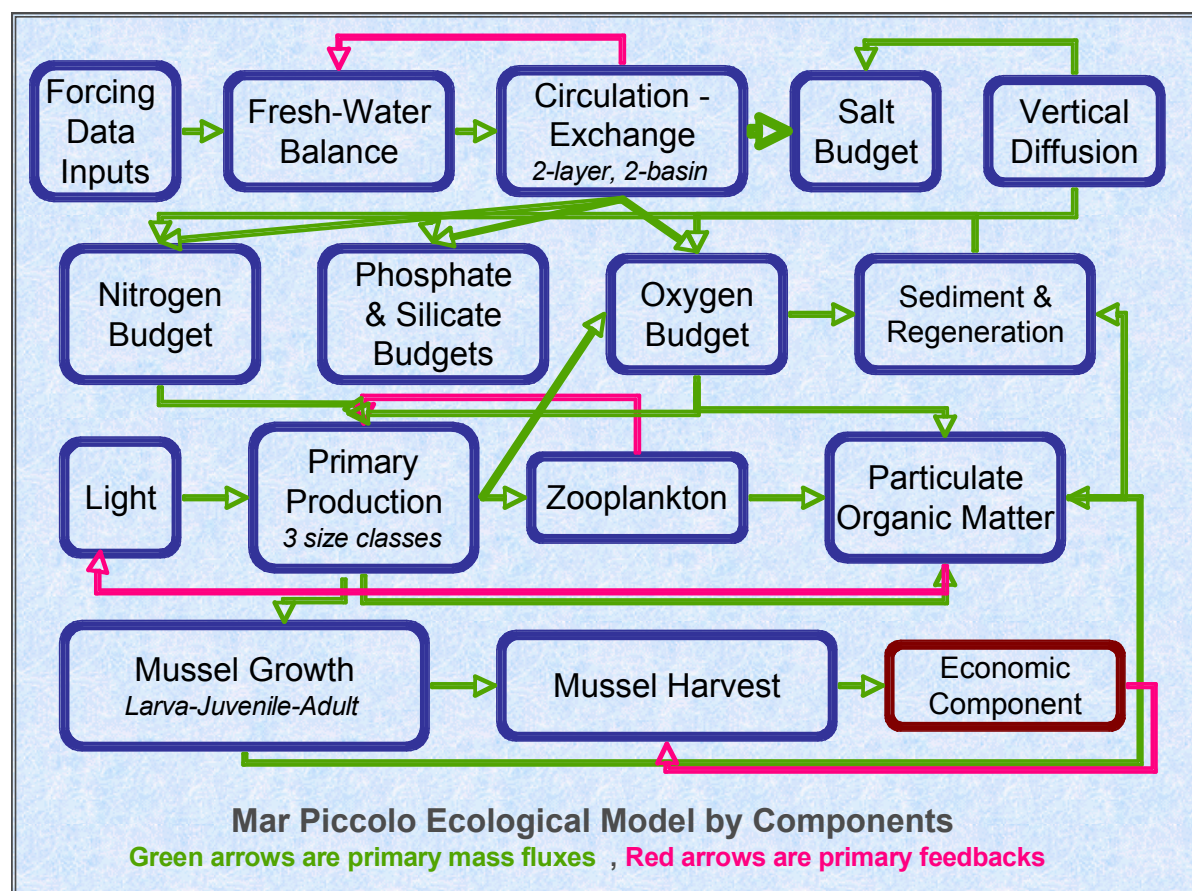 Forcing
Data
Inputs
Fresh-Water
Balance
Circulation -
Exchange
2-layer, 2-basin
Salt
Budget
Vertical
Diffusion
Nitrogen
Budget
Phosphate
& Silicate
Budgets
Oxygen
Budget
Sediment &
Regeneration
Light
Primary
Production
3 size classes
Zooplankton
Particulate
Organic Matter
Mussel Growth
Larva-Juvenile-Adult
Mussel Harvest
Economic
Component
Mar Piccolo Ecological Model by Components
Green arrows are primary mass fluxes , Red arrows are primary feedbacks